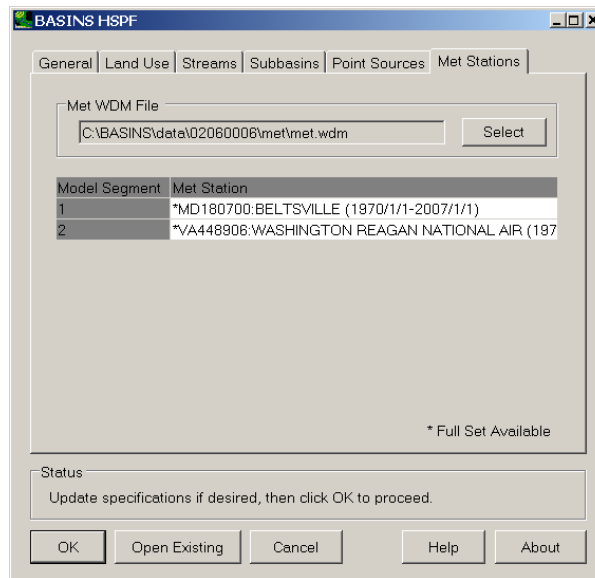 BASINS HSPF
General Land Use Streams Subbasins Point Sources Met Stations
Met WDM File
C:\BASINS\data\02060006\met\met.wdm Select
Model Segment Met Station
1 *MD180700:BELTSVILLE (1970/1/1-2007/1/1)
2 *VA448906:WASHINGTON REAGAN NATIONAL AIR (197
* Full Set Available
Status
Update specifications if desired, then click OK to proceed.
OK Open Existing Cancel Help About